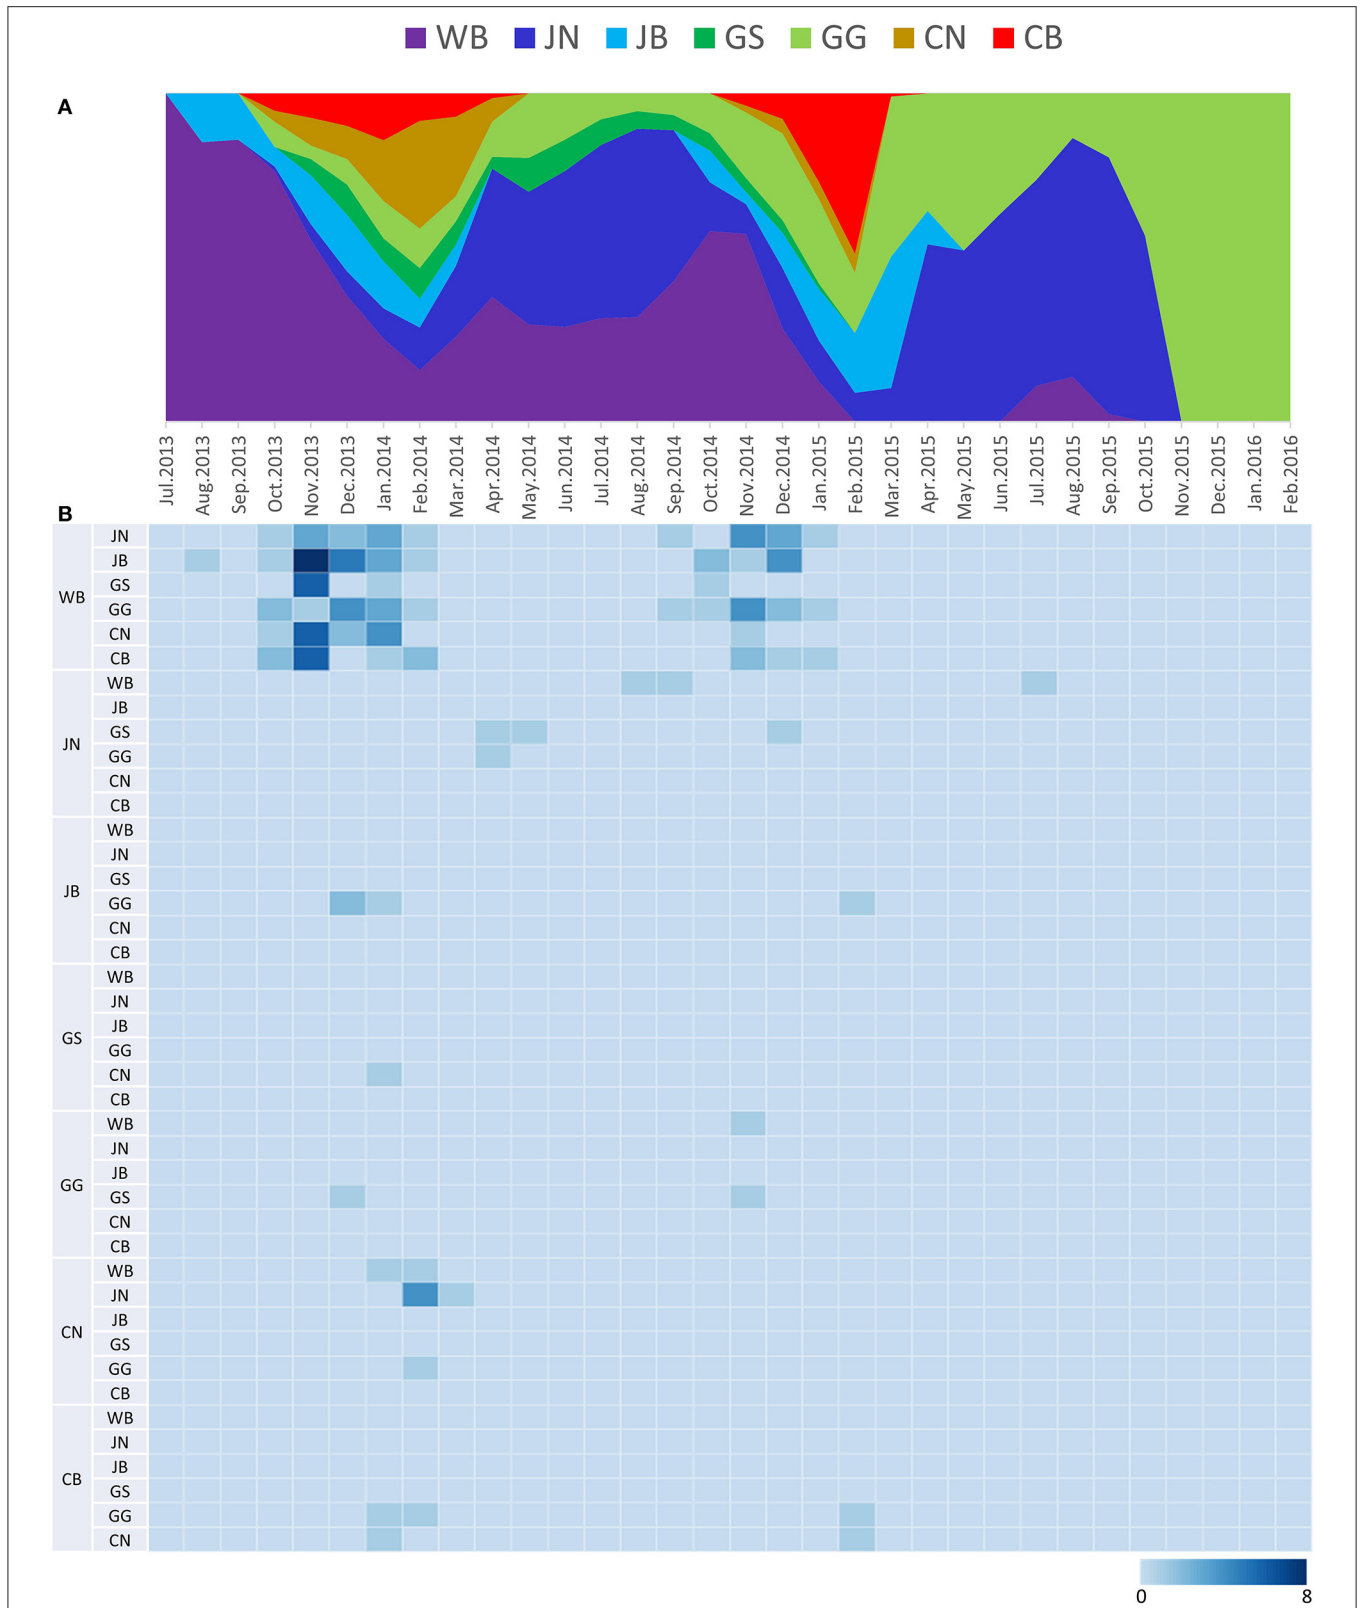 WB JN JB GS GG CN CB
A
Jul.2013 Aug.2013 Sep.2013 Oct.2013 Nov.2013 Dec.2013 Jan.2014 Feb.2014 Mar.2014 Apr.2014 May.2014 Jun.2014 Jul.2014 Aug.2014 Sep.2014 Oct.2014 Nov.2014 Dec.2014 Jan.2015 Feb.2015 Mar.2015 Apr.2015 May.2015 Jun.2015 Jul.2015 Aug.2015 Sep.2015 Oct.2015 Nov.2015 Dec.2015 Jan.2016 Feb.2016
B
WB
JN
JB
GS
GG
CN
CB
JN
WB
JB
GS
GG
CN
CB
JB
WB
JN
GS
GG
CN
CB
GS
WB
JN
JB
GG
CN
CB
GG
WB
JN
JB
GS
CN
CB
CN
WB
JN
JB
GS
GG
CB
CB
WB
JN
JB
GS
GG
CN
0 8